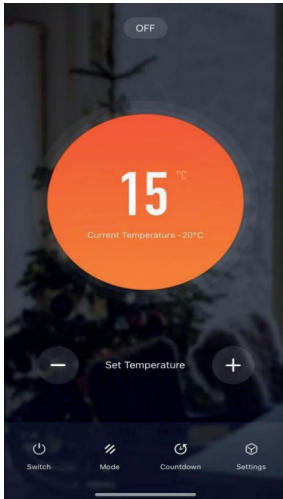 OFF
15 °C
Current Temperature -20°C
Set Temperature
Switch Mode Countdown Settings